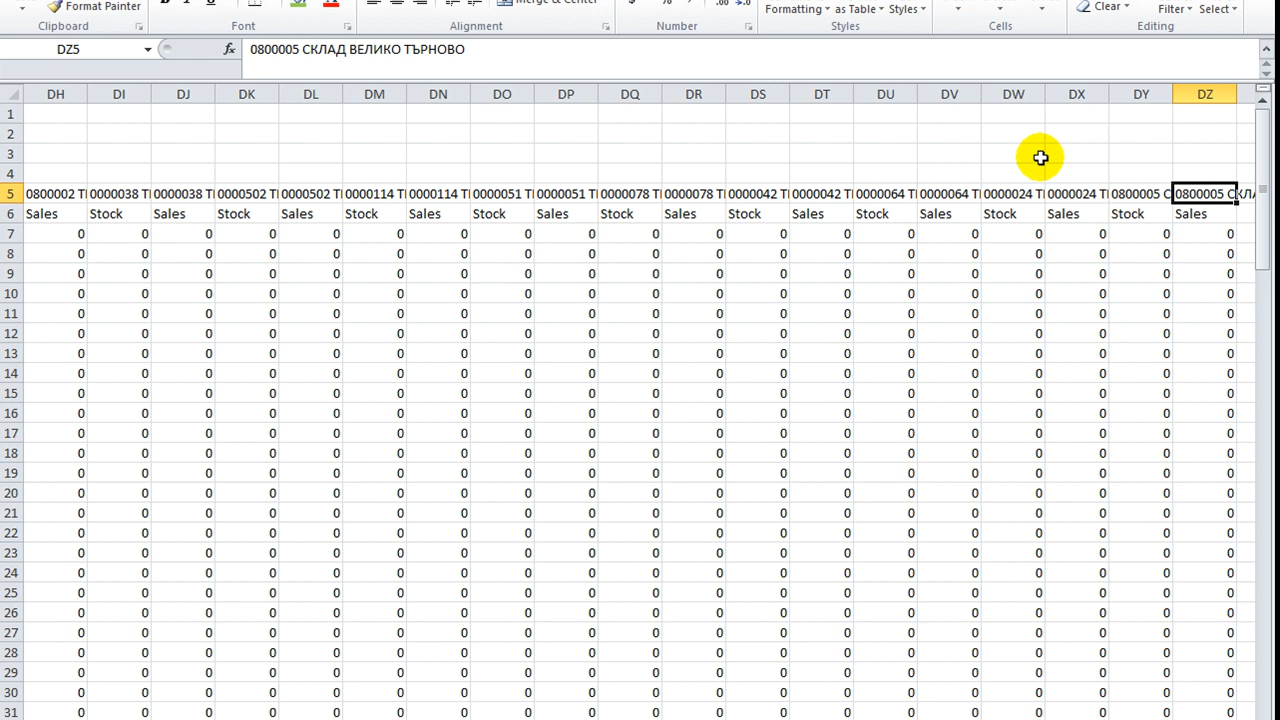 Format Painter
Merge & Center
Formatting as Table Styles
Clear
Filter Select
Clipboard Font Alignment Number Styles Cells Editing
DZ5 fx 0800005 СКЛАД ВЕЛИКО ТЪРНОВО
DH DI DJ DK DL DM DN DO DP DQ DR DS DT DU DV DW DX DY DZ
1
2
3
4
5 0800002 0000038 0000038 0000502 0000502 0000114 0000114 0000051 0000051 0000078 0000078 0000042 0000042 0000064 0000064 0000024 0000024 0800005 С 0800005 СКЛА
6 Sales Stock Sales Stock Sales Stock Sales Stock Sales Stock Sales Stock Sales Stock Sales Stock Sales Stock Sales
7 0 0 0 0 0 0 0 0 0 0 0 0 0 0 0 0 0 0 0
8 0 0 0 0 0 0 0 0 0 0 0 0 0 0 0 0 0 0 0
9 0 0 0 0 0 0 0 0 0 0 0 0 0 0 0 0 0 0 0
10 0 0 0 0 0 0 0 0 0 0 0 0 0 0 0 0 0 0 0
11 0 0 0 0 0 0 0 0 0 0 0 0 0 0 0 0 0 0 0
12 0 0 0 0 0 0 0 0 0 0 0 0 0 0 0 0 0 0 0
13 0 0 0 0 0 0 0 0 0 0 0 0 0 0 0 0 0 0 0
14 0 0 0 0 0 0 0 0 0 0 0 0 0 0 0 0 0 0 0
15 0 0 0 0 0 0 0 0 0 0 0 0 0 0 0 0 0 0 0
16 0 0 0 0 0 0 0 0 0 0 0 0 0 0 0 0 0 0 0
17 0 0 0 0 0 0 0 0 0 0 0 0 0 0 0 0 0 0 0
18 0 0 0 0 0 0 0 0 0 0 0 0 0 0 0 0 0 0 0
19 0 0 0 0 0 0 0 0 0 0 0 0 0 0 0 0 0 0 0
20 0 0 0 0 0 0 0 0 0 0 0 0 0 0 0 0 0 0 0
21 0 0 0 0 0 0 0 0 0 0 0 0 0 0 0 0 0 0 0
22 0 0 0 0 0 0 0 0 0 0 0 0 0 0 0 0 0 0 0
23 0 0 0 0 0 0 0 0 0 0 0 0 0 0 0 0 0 0 0
24 0 0 0 0 0 0 0 0 0 0 0 0 0 0 0 0 0 0 0
25 0 0 0 0 0 0 0 0 0 0 0 0 0 0 0 0 0 0 0
26 0 0 0 0 0 0 0 0 0 0 0 0 0 0 0 0 0 0 0
27 0 0 0 0 0 0 0 0 0 0 0 0 0 0 0 0 0 0 0
28 0 0 0 0 0 0 0 0 0 0 0 0 0 0 0 0 0 0 0
29 0 0 0 0 0 0 0 0 0 0 0 0 0 0 0 0 0 0 0
30 0 0 0 0 0 0 0 0 0 0 0 0 0 0 0 0 0 0 0
31 0 0 0 0 0 0 0 0 0 0 0 0 0 0 0 0 0 0 0